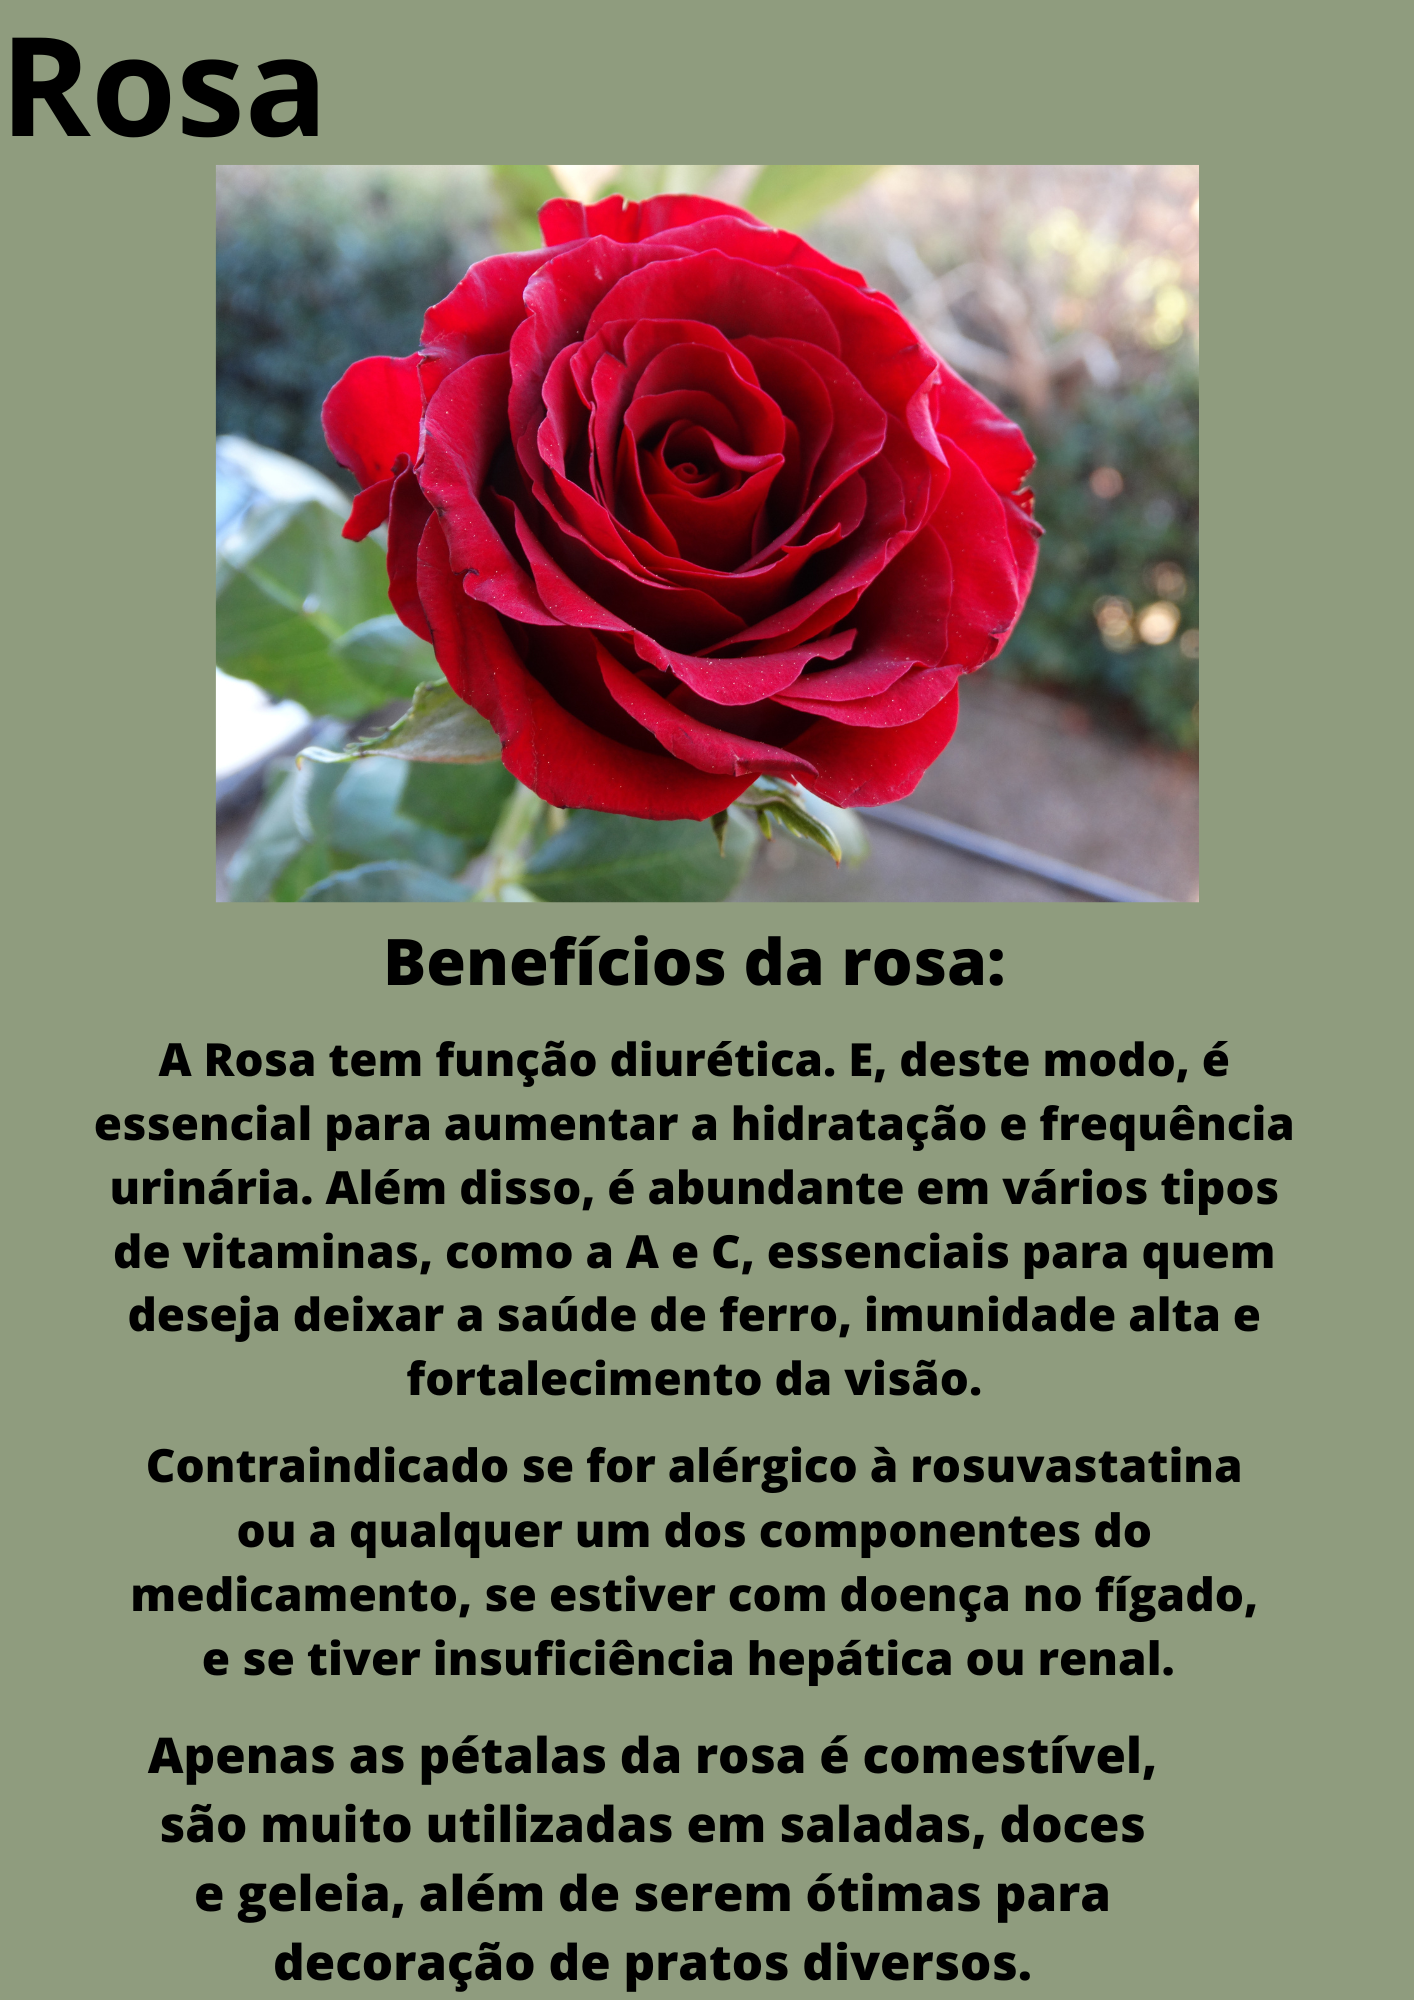 Rosa
Benefícios da rosa:
A Rosa tem função diurética. E, deste modo, é
essencial para aumentar a hidratação e frequência
urinária. Além disso, é abundante em vários tipos
de vitaminas, como a A e C, essenciais para quem
deseja deixar a saúde de ferro, imunidade alta e
fortalecimento da visão.
Contraindicado se for alérgico à rosuvastatina
ou a qualquer um dos componentes do
medicamento, se estiver com doença no fígado,
e se tiver insuficiência hepática ou renal.
Apenas as pétalas da rosa é comestível,
são muito utilizadas em saladas, doces
e geleia, além de serem ótimas para
decoração de pratos diversos.